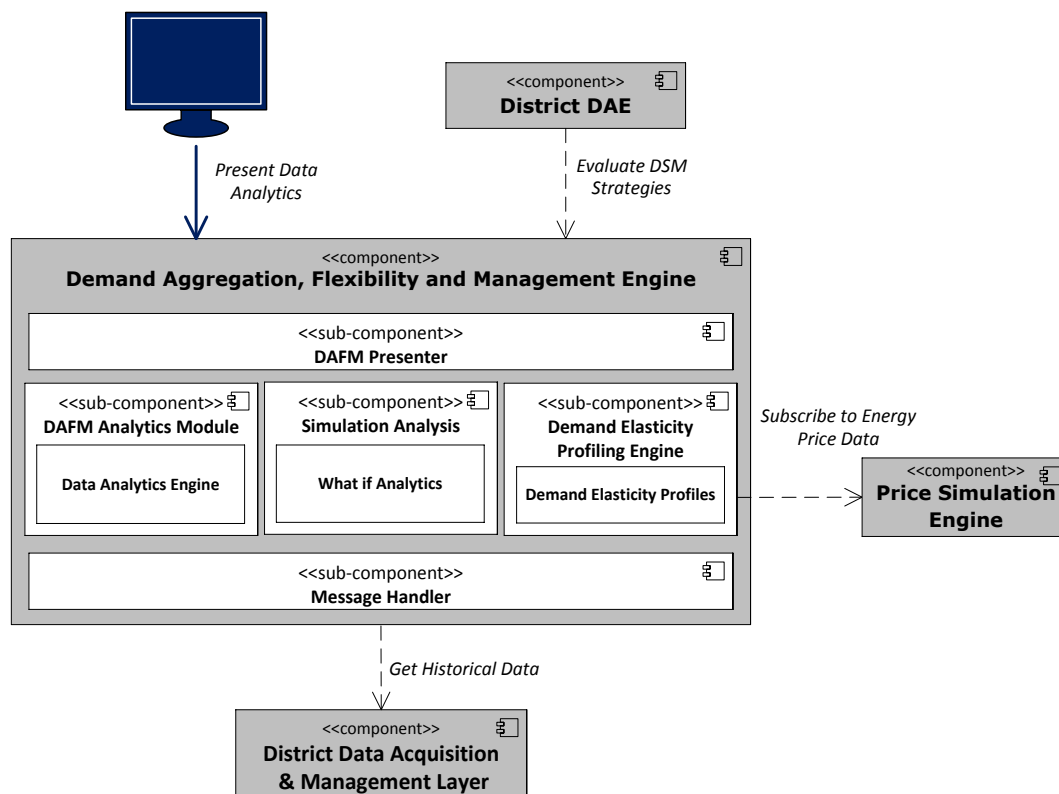 <<component>>
District DAE
Present Data
Analytics
Evaluate DSM
Strategies
<<component>>
Demand Aggregation, Flexibility and Management Engine
<<sub-component>>
DAFM Presenter
<<sub-component>>
DAFM Analytics Module
Data Analytics Engine
<<sub-component>>
Simulation Analysis
What if Analytics
<<sub-component>>
Demand Elasticity
Profiling Engine
Demand Elasticity Profiles
Subscribe to Energy
Price Data
<<component>>
Price Simulation
Engine
<<sub-component>>
Message Handler
Get Historical Data
<<component>>
District Data Acquisition
& Management Layer